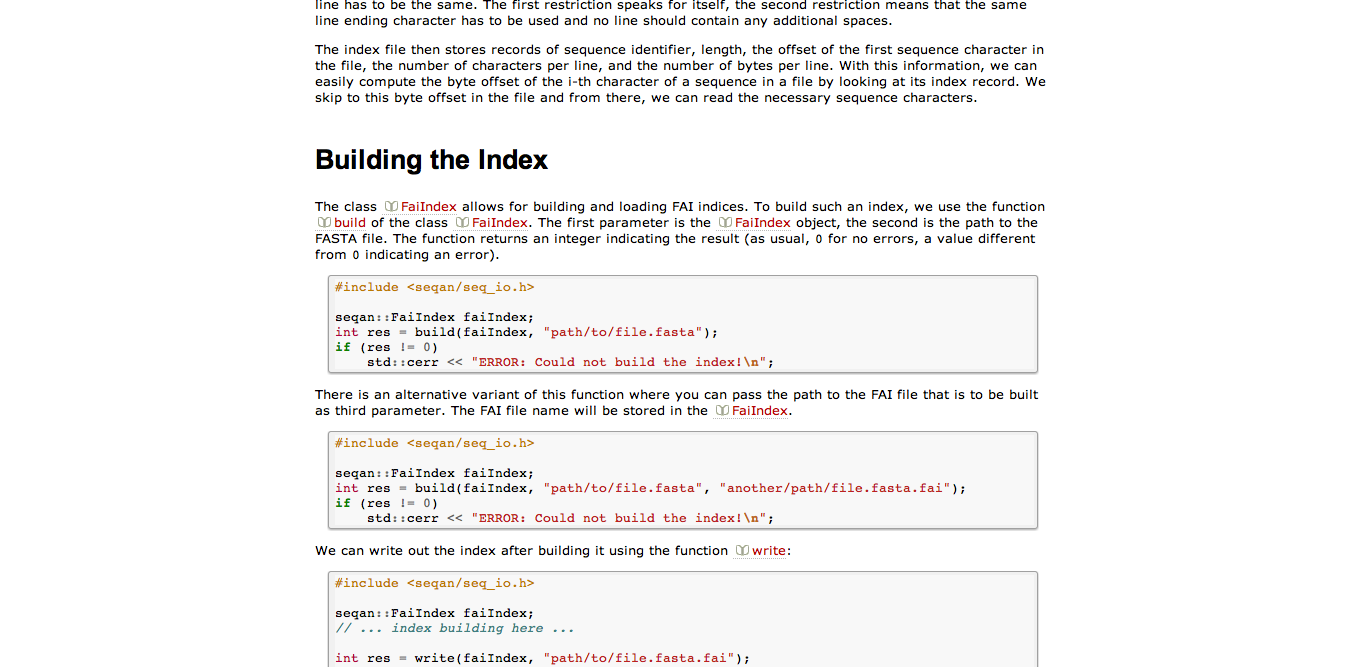 line has to be the same. The first restriction speaks for itself, the second restriction means that the same
line ending character has to be used and no line should contain any additional spaces.
The index file then stores records of sequence identifier, length, the offset of the first sequence character in
the file, the number of characters per line, and the number of bytes per line. With this information, we can
easily compute the byte offset of the i-th character of a sequence in a file by looking at its index record. We
skip to this byte offset in the file and from there, we can read the necessary sequence characters.
Building the Index
The class FaiIndex allows for building and loading FAI indices. To build such an index, we use the function
build of the class FaiIndex. The first parameter is the FaiIndex object, the second is the path to the
FASTA file. The function returns an integer indicating the result (as usual, 0 for no errors, a value different
from 0 indicating an error).
#include <seqan/seq_io.h>
seqan::FaiIndex faiIndex;
int res = build(faiIndex, "path/to/file.fasta");
if (res != 0)
    std::cerr << "ERROR: Could not build the index!\n";
There is an alternative variant of this function where you can pass the path to the FAI file that is to be built
as third parameter. The FAI file name will be stored in the FaiIndex.
#include <seqan/seq_io.h>
seqan::FaiIndex faiIndex;
int res = build(faiIndex, "path/to/file.fasta", "another/path/file.fasta.fai");
if (res != 0)
    std::cerr << "ERROR: Could not build the index!\n";
We can write out the index after building it using the function write:
#include <seqan/seq_io.h>
seqan::FaiIndex faiIndex;
// ... index building here ...
int res = write(faiIndex, "path/to/file.fasta.fai");